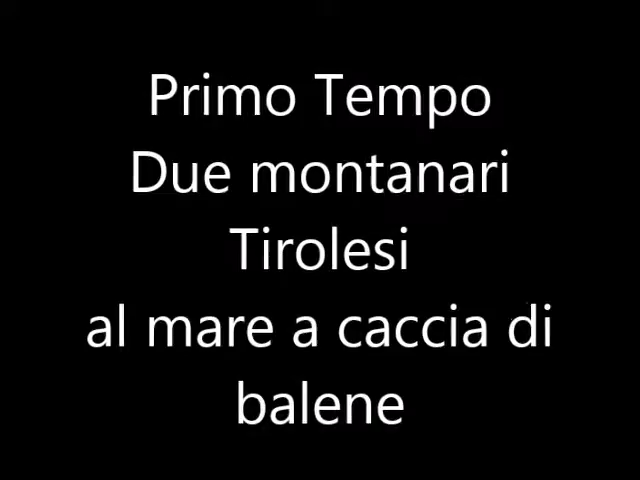 Primo Tempo
Due montanari
Tirolesi
al mare a caccia di
balene